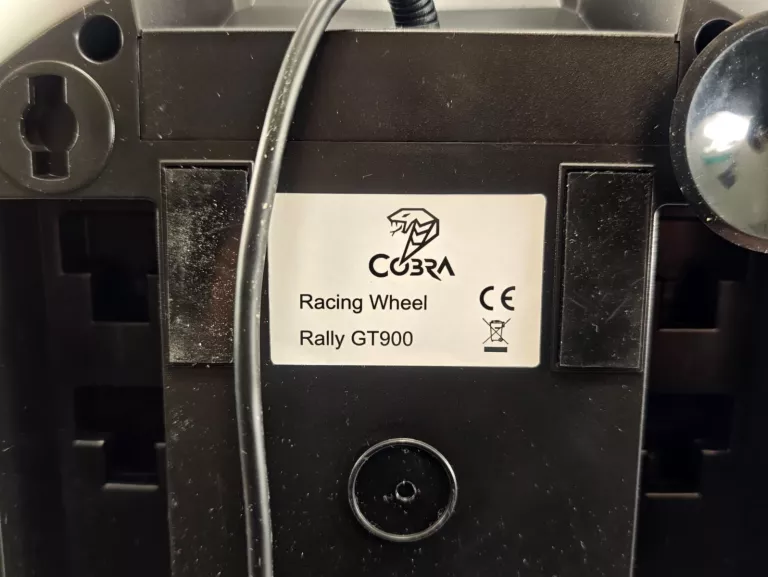 COBRA
Racing Wheel
CE
Rally GT900